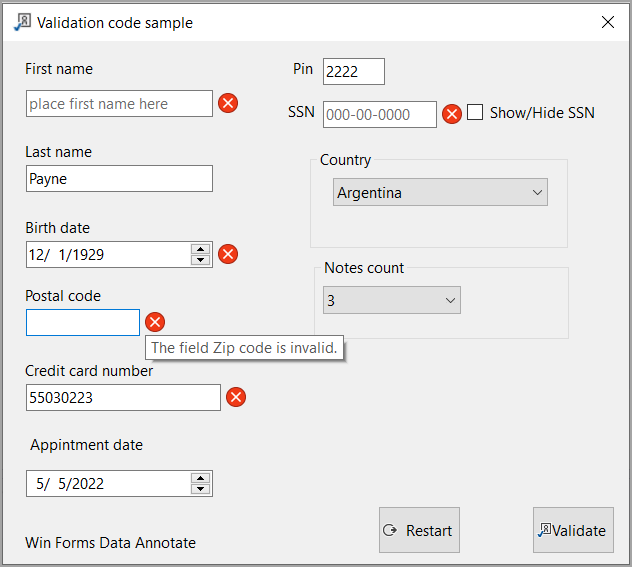 Validation code sample
First name
place first name here
Last name
Payne
Birth date
12/ 1/1929
Postal code
The field Zip code is invalid.
Credit card number
55030223
Appintment date
5/ 5/2022
Win Forms Data Annotate
Pin
2222
SSN
000-00-0000
Show/Hide SSN
Country
Argentina
Notes count
3
Restart
Validate